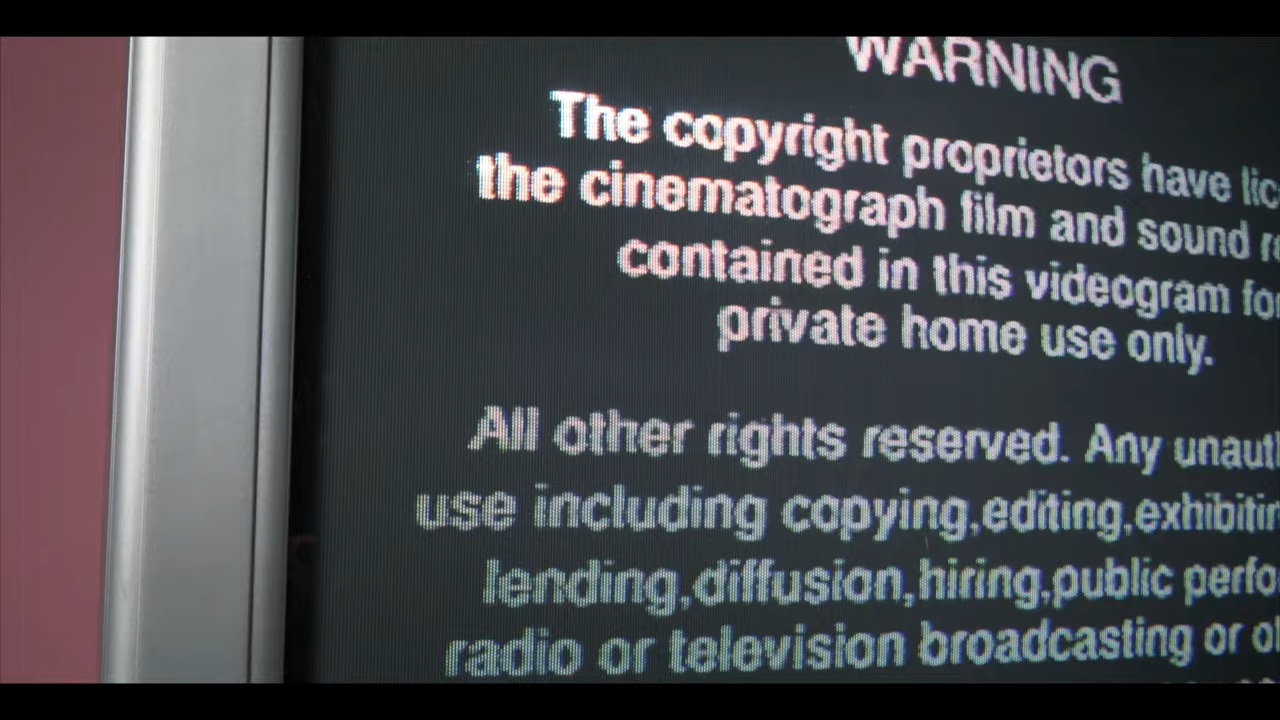 WARNING
The copyright proprietors have lic
the cinematograph film and sound r
contained in this videogram fo
private home use only.
All other rights reserved. Any unaut
use including copying,editing,exhibitin
lending,diffusion,hiring,public perfo
radio or television broadcasting or o